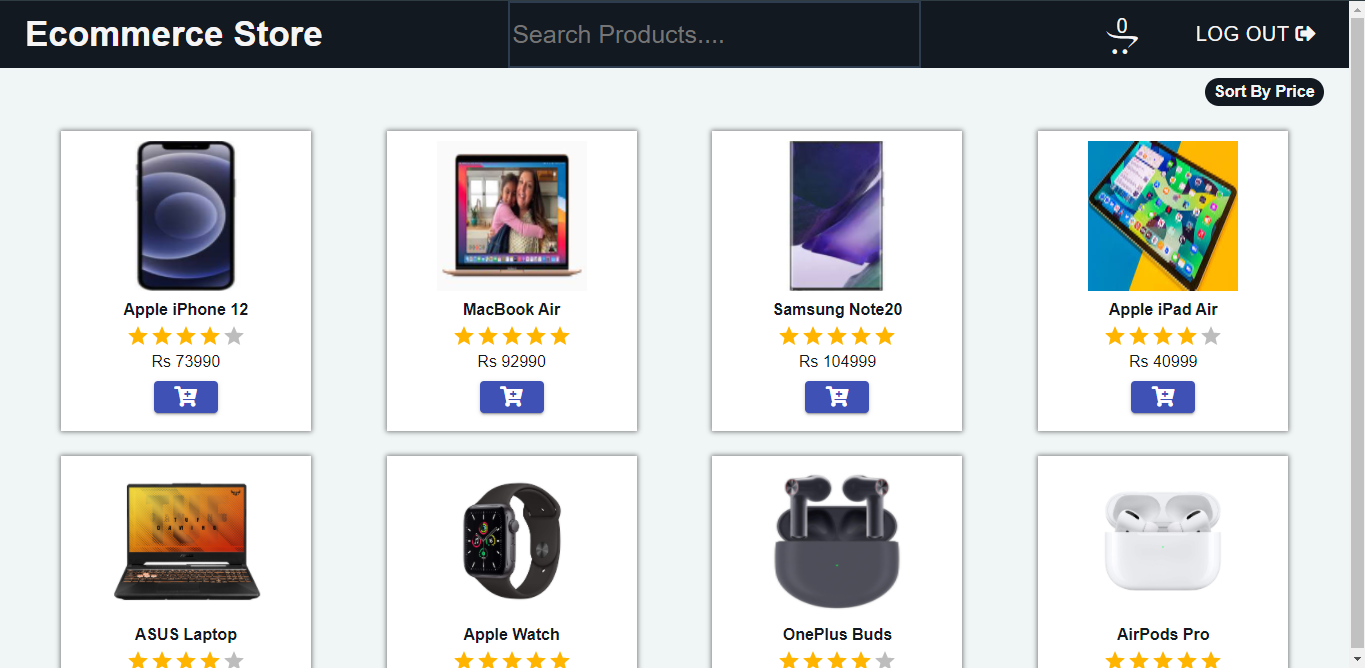 Ecommerce Store
Search Products....
0
LOG OUT
Sort By Price
Apple iPhone 12
MacBook Air
Samsung Note20
Apple iPad Air
Rs 73990
Rs 92990
Rs 104999
Rs 40999
ASUS Laptop
Apple Watch
OnePlus Buds
AirPods Pro